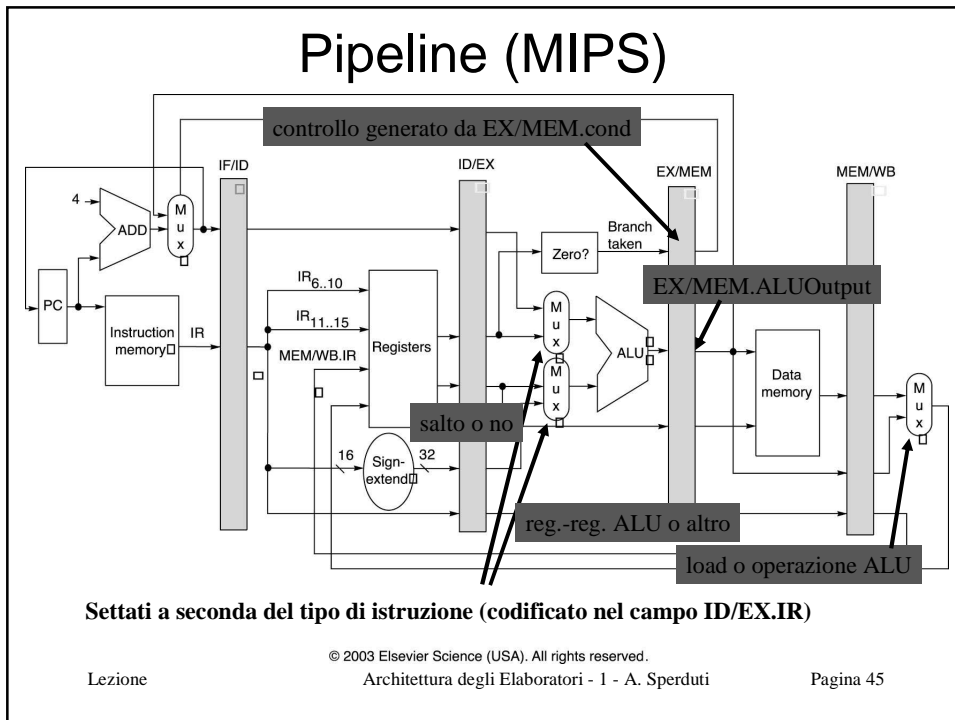 Pipeline (MIPS)
controllo generato da EX/MEM.cond
IF/ID
ID/EX
EX/MEM
MEM/WB
4
ADD
Mux
Branch
taken
Zero?
PC
IR6..10
EX/MEM.ALUOutput
Instruction
memory
IR
IR11..15
Registers
Mux
ALU
MEM/WB.IR
Mux
Data
memory
Mux
salto o no
16
Sign-
extend
32
reg.-reg. ALU o altro
load o operazione ALU
Settati a seconda del tipo di istruzione (codificato nel campo ID/EX.IR)
© 2003 Elsevier Science (USA). All rights reserved.
Lezione Architettura degli Elaboratori - 1 - A. Sperduti Pagina 45